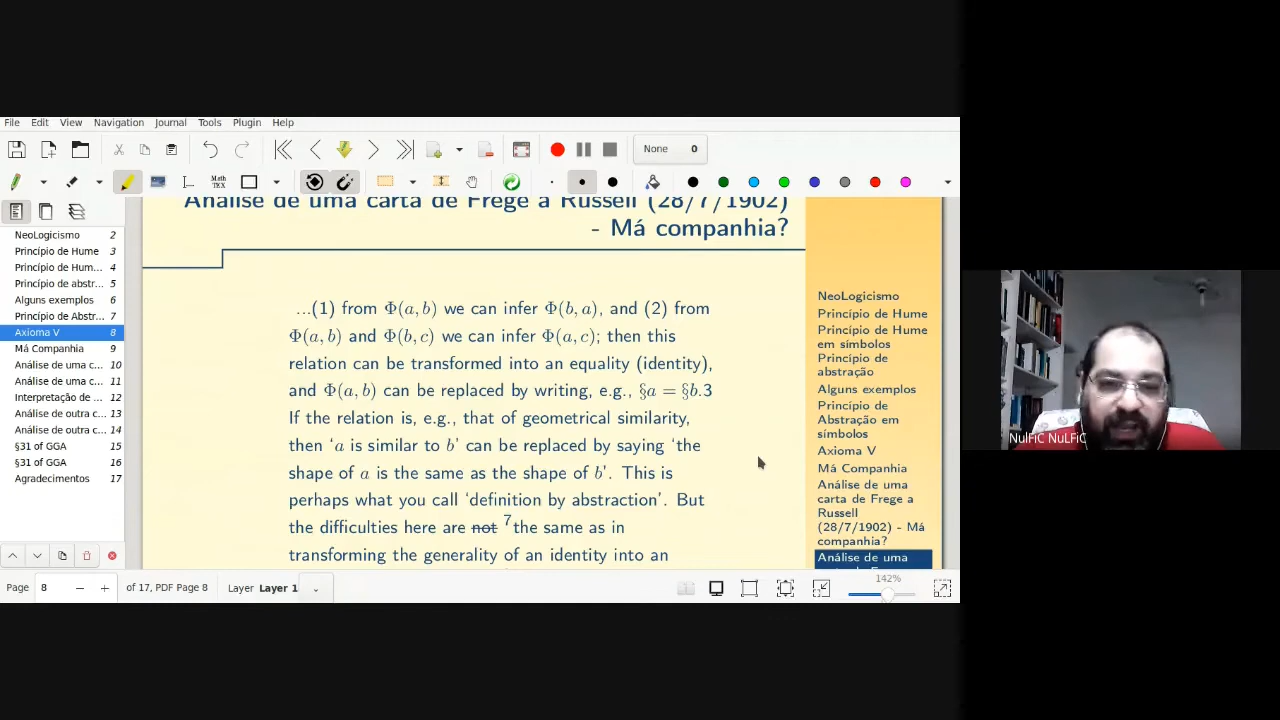 File Edit View Navigation Journal Tools Plugin Help
None 0
Math TEX
NeoLogicismo 2
Princípio de Hume 3
Princípio de Hum... 4
Princípio de abstr... 5
Alguns exemplos 6
Princípio de Abstr... 7
Axioma V 8
Má Companhia 9
Análise de uma c... 10
Análise de uma c... 11
Interpretação de ... 12
Análise de outra c... 13
Análise de outra c... 14
§31 of GGA 15
§31 of GGA 16
Agradecimentos 17
Análise de uma carta de Frege a Russell (28/7/1902)
- Má companhia?
...(1) from Φ(a, b) we can infer Φ(b, a), and (2) from
Φ(a, b) and Φ(b, c) we can infer Φ(a, c); then this
relation can be transformed into an equality (identity),
and Φ(a, b) can be replaced by writing, e.g., §a = §b.3
If the relation is, e.g., that of geometrical similarity,
then ‘a is similar to b’ can be replaced by saying ‘the
shape of a is the same as the shape of b’. This is
perhaps what you call ‘definition by abstraction’. But
the difficulties here are not ⁷the same as in
transforming the generality of an identity into an
NeoLogicismo
Princípio de Hume
Princípio de Hume
em símbolos
Princípio de
abstração
Alguns exemplos
Princípio de
Abstração em
símbolos
Axioma V
Má Companhia
Análise de uma
carta de Frege a
Russell
(28/7/1902) - Má
companhia?
Análise de uma
Page 8 of 17, PDF Page 8 Layer Layer 1
142%
NulFiC NuLFiC